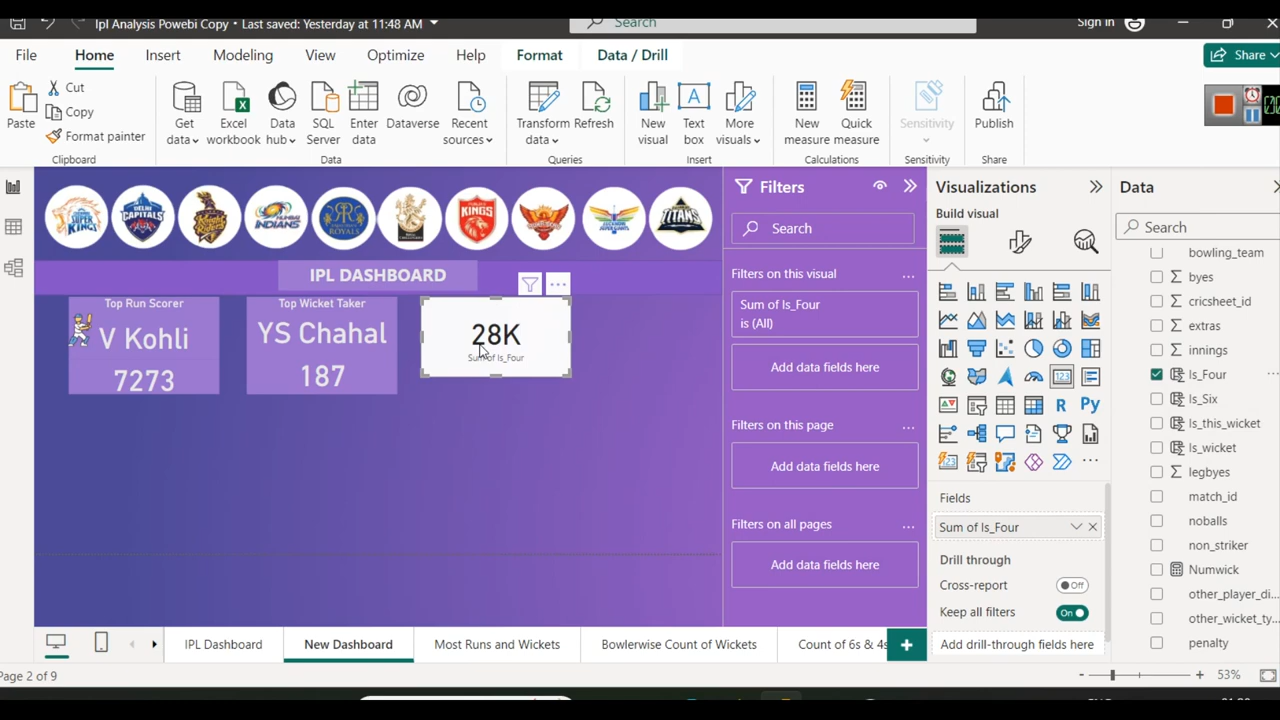 Ipl Analysis Powebi Copy • Last saved: Yesterday at 11:48 AM
Search
Sign in
File
Home
Insert
Modeling
View
Optimize
Help
Format
Data / Drill
Share
Paste
Cut
Copy
Format painter
Get data
Excel workbook
Data hub
SQL Server
Enter data
Dataverse
Recent sources
Transform data
Refresh
New visual
Text box
More visuals
New measure
Quick measure
Sensitivity
Publish
Clipboard
Data
Queries
Insert
Calculations
Sensitivity
Share
DELHI CAPITALS
MUMBAI INDIANS
ROYALS
KINGS
TITANS
IPL DASHBOARD
Top Run Scorer
V Kohli
7273
Top Wicket Taker
YS Chahal
187
28K
Sum of Is_Four
Filters
Search
Filters on this visual
...
Sum of Is_Four
is (All)
Add data fields here
Filters on this page
...
Add data fields here
Filters on all pages
...
Add data fields here
Visualizations
Build visual
123
R
Py
...
Fields
Sum of Is_Four
Drill through
Cross-report
Off
Keep all filters
On
Add drill-through fields here
Data
Search
bowling_team
byes
cricsheet_id
extras
innings
Is_Four
...
Is_Six
Is_this_wicket
Is_wicket
legbyes
match_id
noballs
non_striker
Numwick
other_player_di...
other_wicket_ty...
penalty
IPL Dashboard
New Dashboard
Most Runs and Wickets
Bowlerwise Count of Wickets
Count of 6s & 4s
+
Page 2 of 9
- + 53%